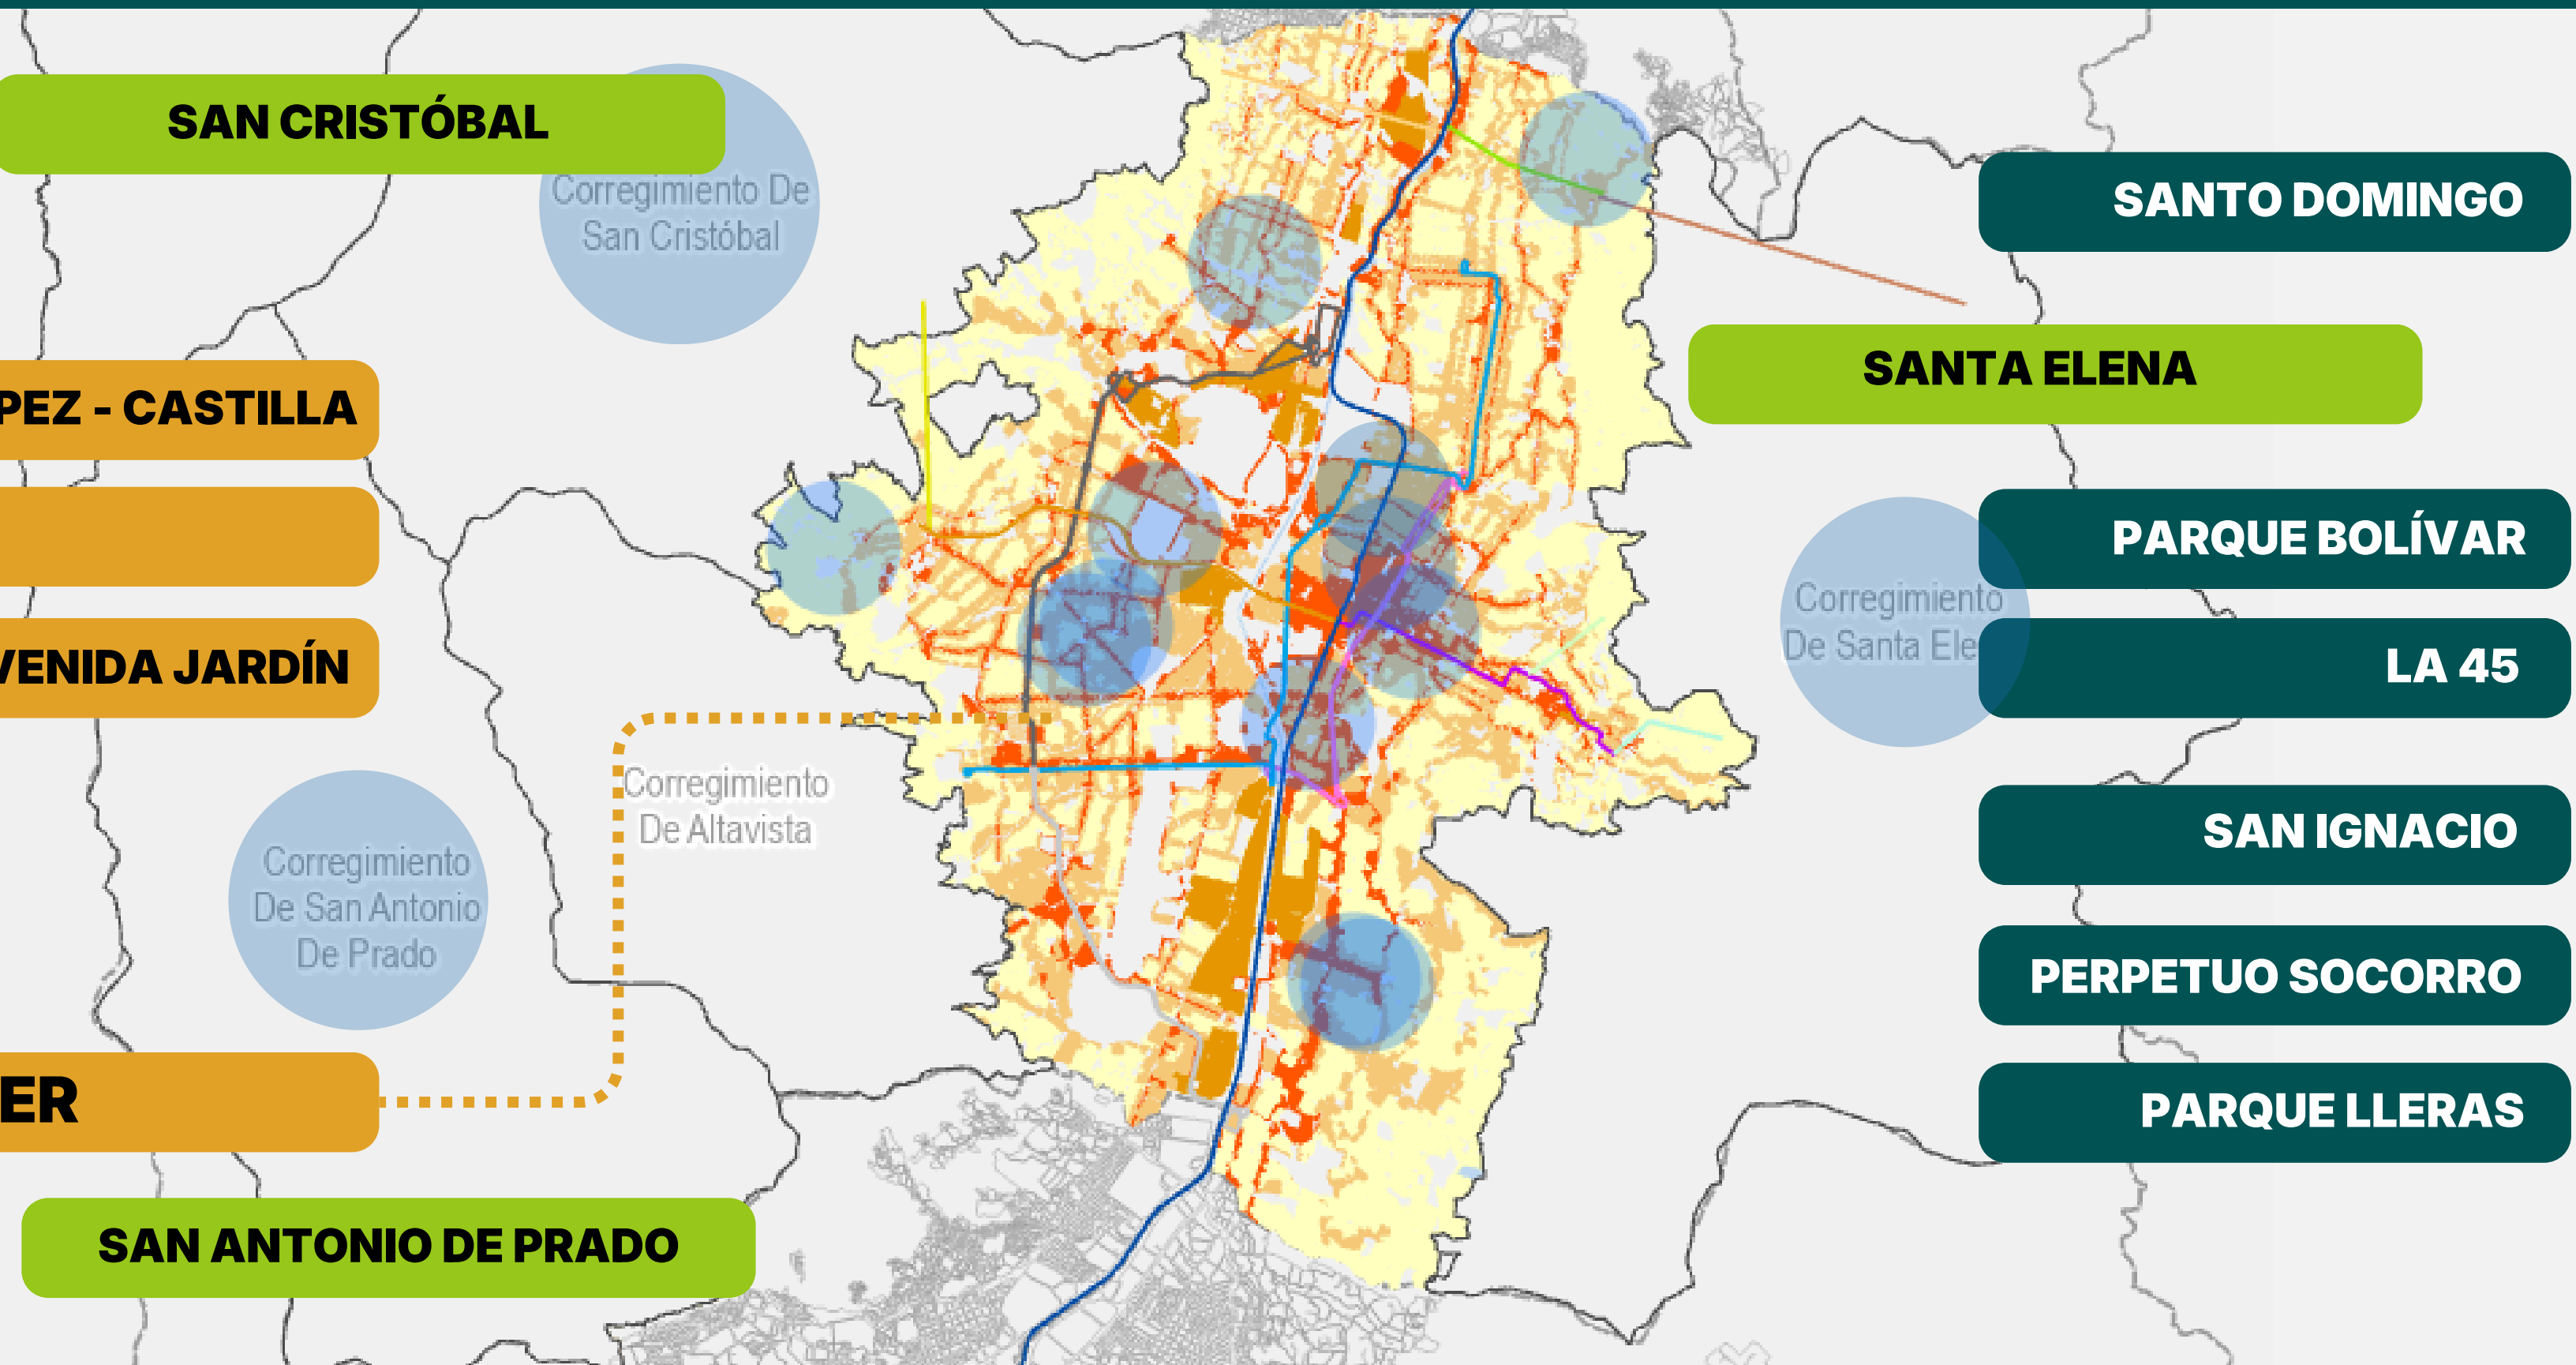 SAN CRISTÓBAL
Corregimiento De
San Cristóbal
SANTO DOMINGO
SANTA ELENA
PEZ - CASTILLA
PARQUE BOLÍVAR
Corregimiento
De Santa Ele
VENIDA JARDÍN
LA 45
Corregimiento
De Altavista
SAN IGNACIO
Corregimiento
De San Antonio
De Prado
PERPETUO SOCORRO
ER
PARQUE LLERAS
SAN ANTONIO DE PRADO